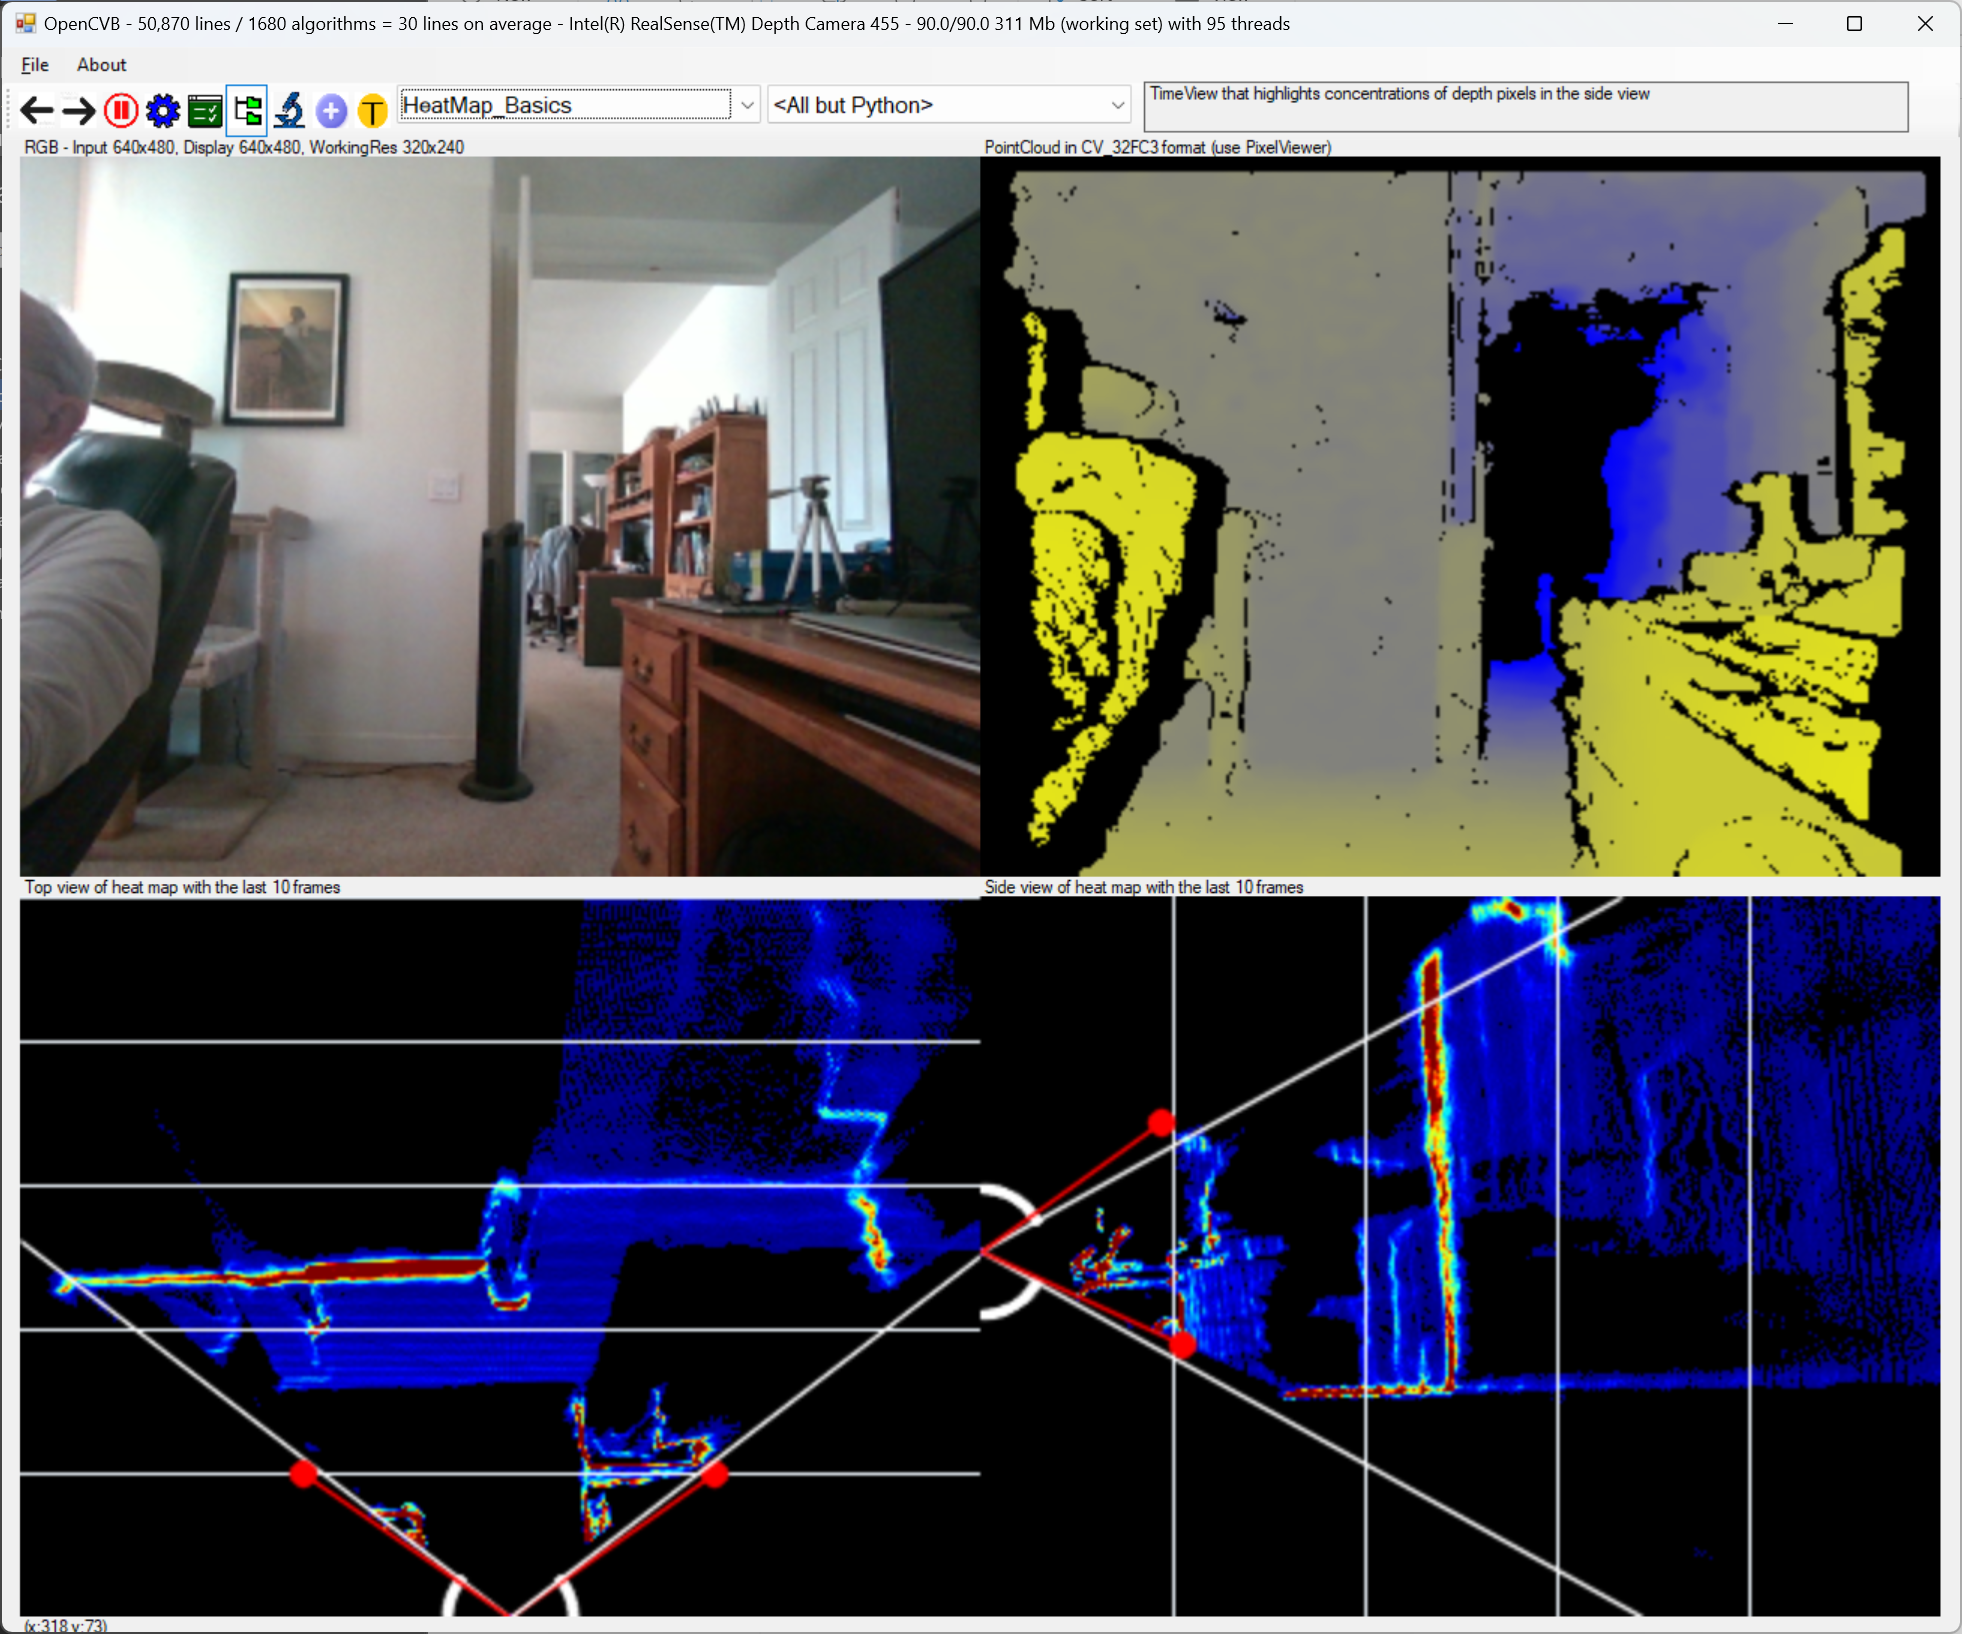 OpenCVB - 50,870 lines / 1680 algorithms = 30 lines on average - Intel(R) RealSense(TM) Depth Camera 455 - 90.0/90.0 311 Mb (working set) with 95 threads
File About
T HeatMap_Basics <All but Python> TimeView that highlights concentrations of depth pixels in the side view
RGB - Input 640x480, Display 640x480, WorkingRes 320x240
PointCloud in CV_32FC3 format (use PixelViewer)
Top view of heat map with the last 10 frames
Side view of heat map with the last 10 frames
(x:318 y:73)